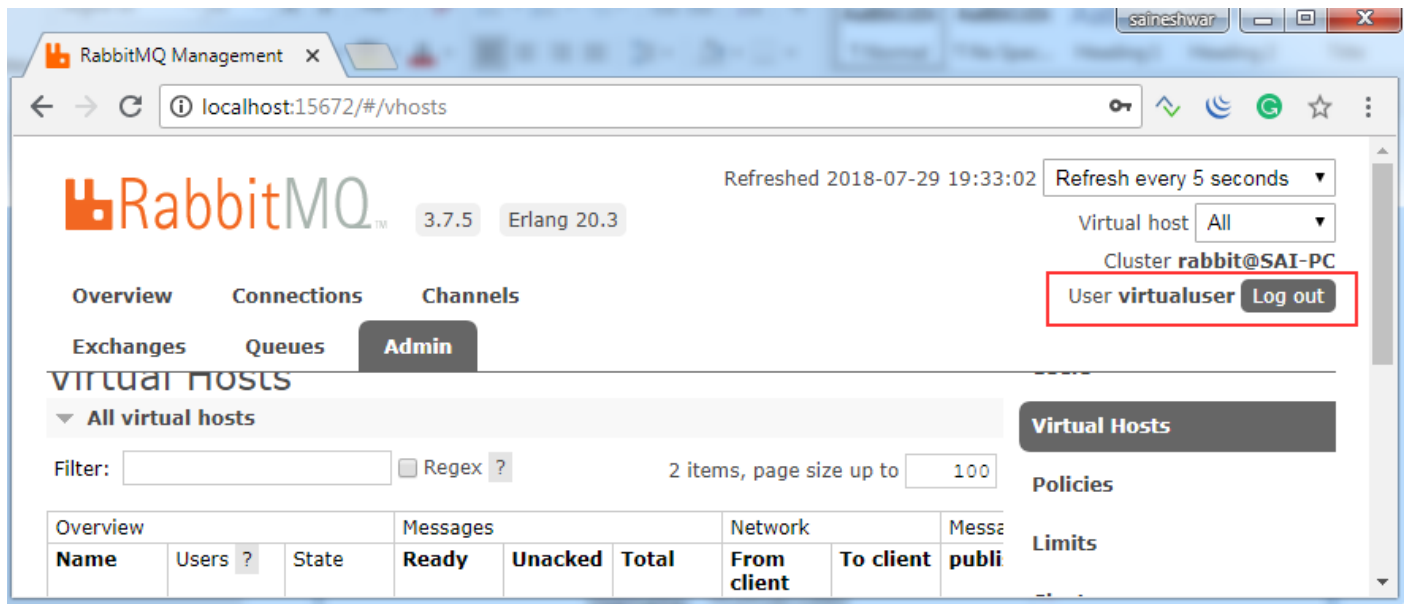 saineshwar
RabbitMQ Management
localhost:15672/#/vhosts
Refreshed 2018-07-29 19:33:02 Refresh every 5 seconds
RabbitMQ TM 3.7.5 Erlang 20.3
Virtual host All
Cluster rabbit@SAI-PC
User virtualuser Log out
Overview Connections Channels
Exchanges Queues Admin
Virtual Hosts
All virtual hosts
Virtual Hosts
Filter: Regex ? 2 items, page size up to 100
Policies
Overview Messages Network Messa
Limits
Name Users ? State Ready Unacked Total From client To client publi